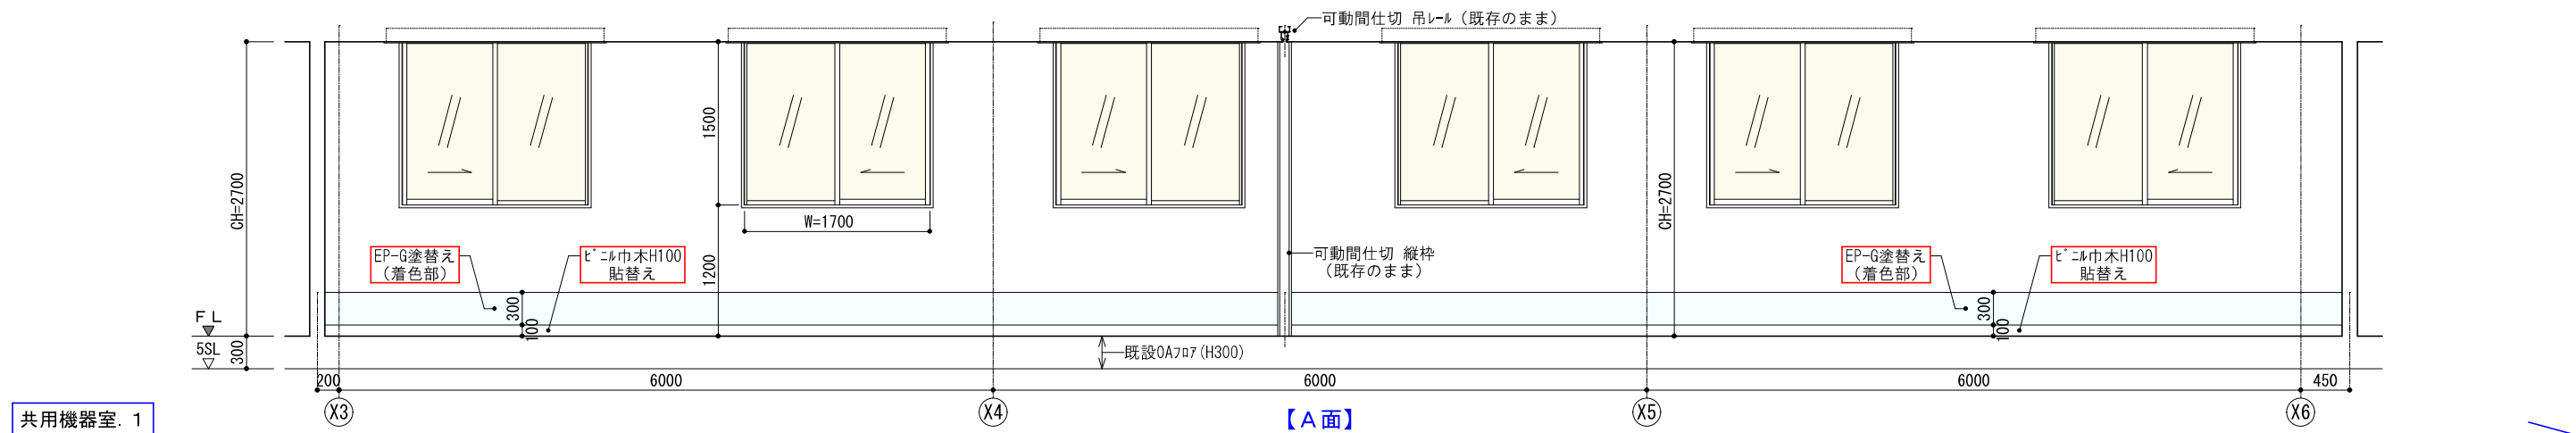 可動間仕切 吊ﾚｰﾙ（既存のまま）
CH=2700
1500
CH=2700
W=1700
EP-G塗替え
（着色部）
ﾋﾞﾆﾙ巾木H100
貼替え
1200
可動間仕切 縦枠
（既存のまま）
EP-G塗替え
（着色部）
ﾋﾞﾆﾙ巾木H100
貼替え
300
100
300
100
ＦＬ
5SL
300
既設OAﾌﾛｱ(H300)
200
6000
6000
6000
450
X3
X4
X5
X6
共用機器室．1
【Ａ面】